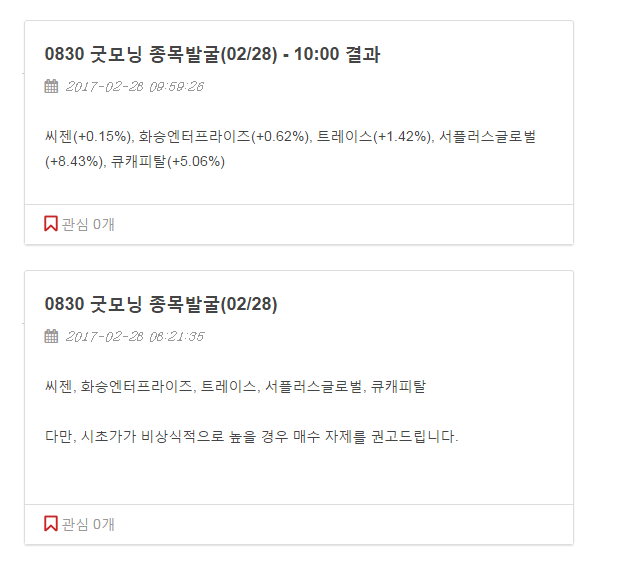 0830 굿모닝 종목발굴(02/28) - 10:00 결과
2017-02-28 09:59:26
씨젠(+0.15%), 화승엔터프라이즈(+0.62%), 트레이스(+1.42%), 서플러스글로벌
(+8.43%), 큐캐피탈(+5.06%)
관심 0개
0830 굿모닝 종목발굴(02/28)
2017-02-28 08:21:35
씨젠, 화승엔터프라이즈, 트레이스, 서플러스글로벌, 큐캐피탈
다만, 시초가가 비상식적으로 높을 경우 매수 자제를 권고드립니다.
관심 0개